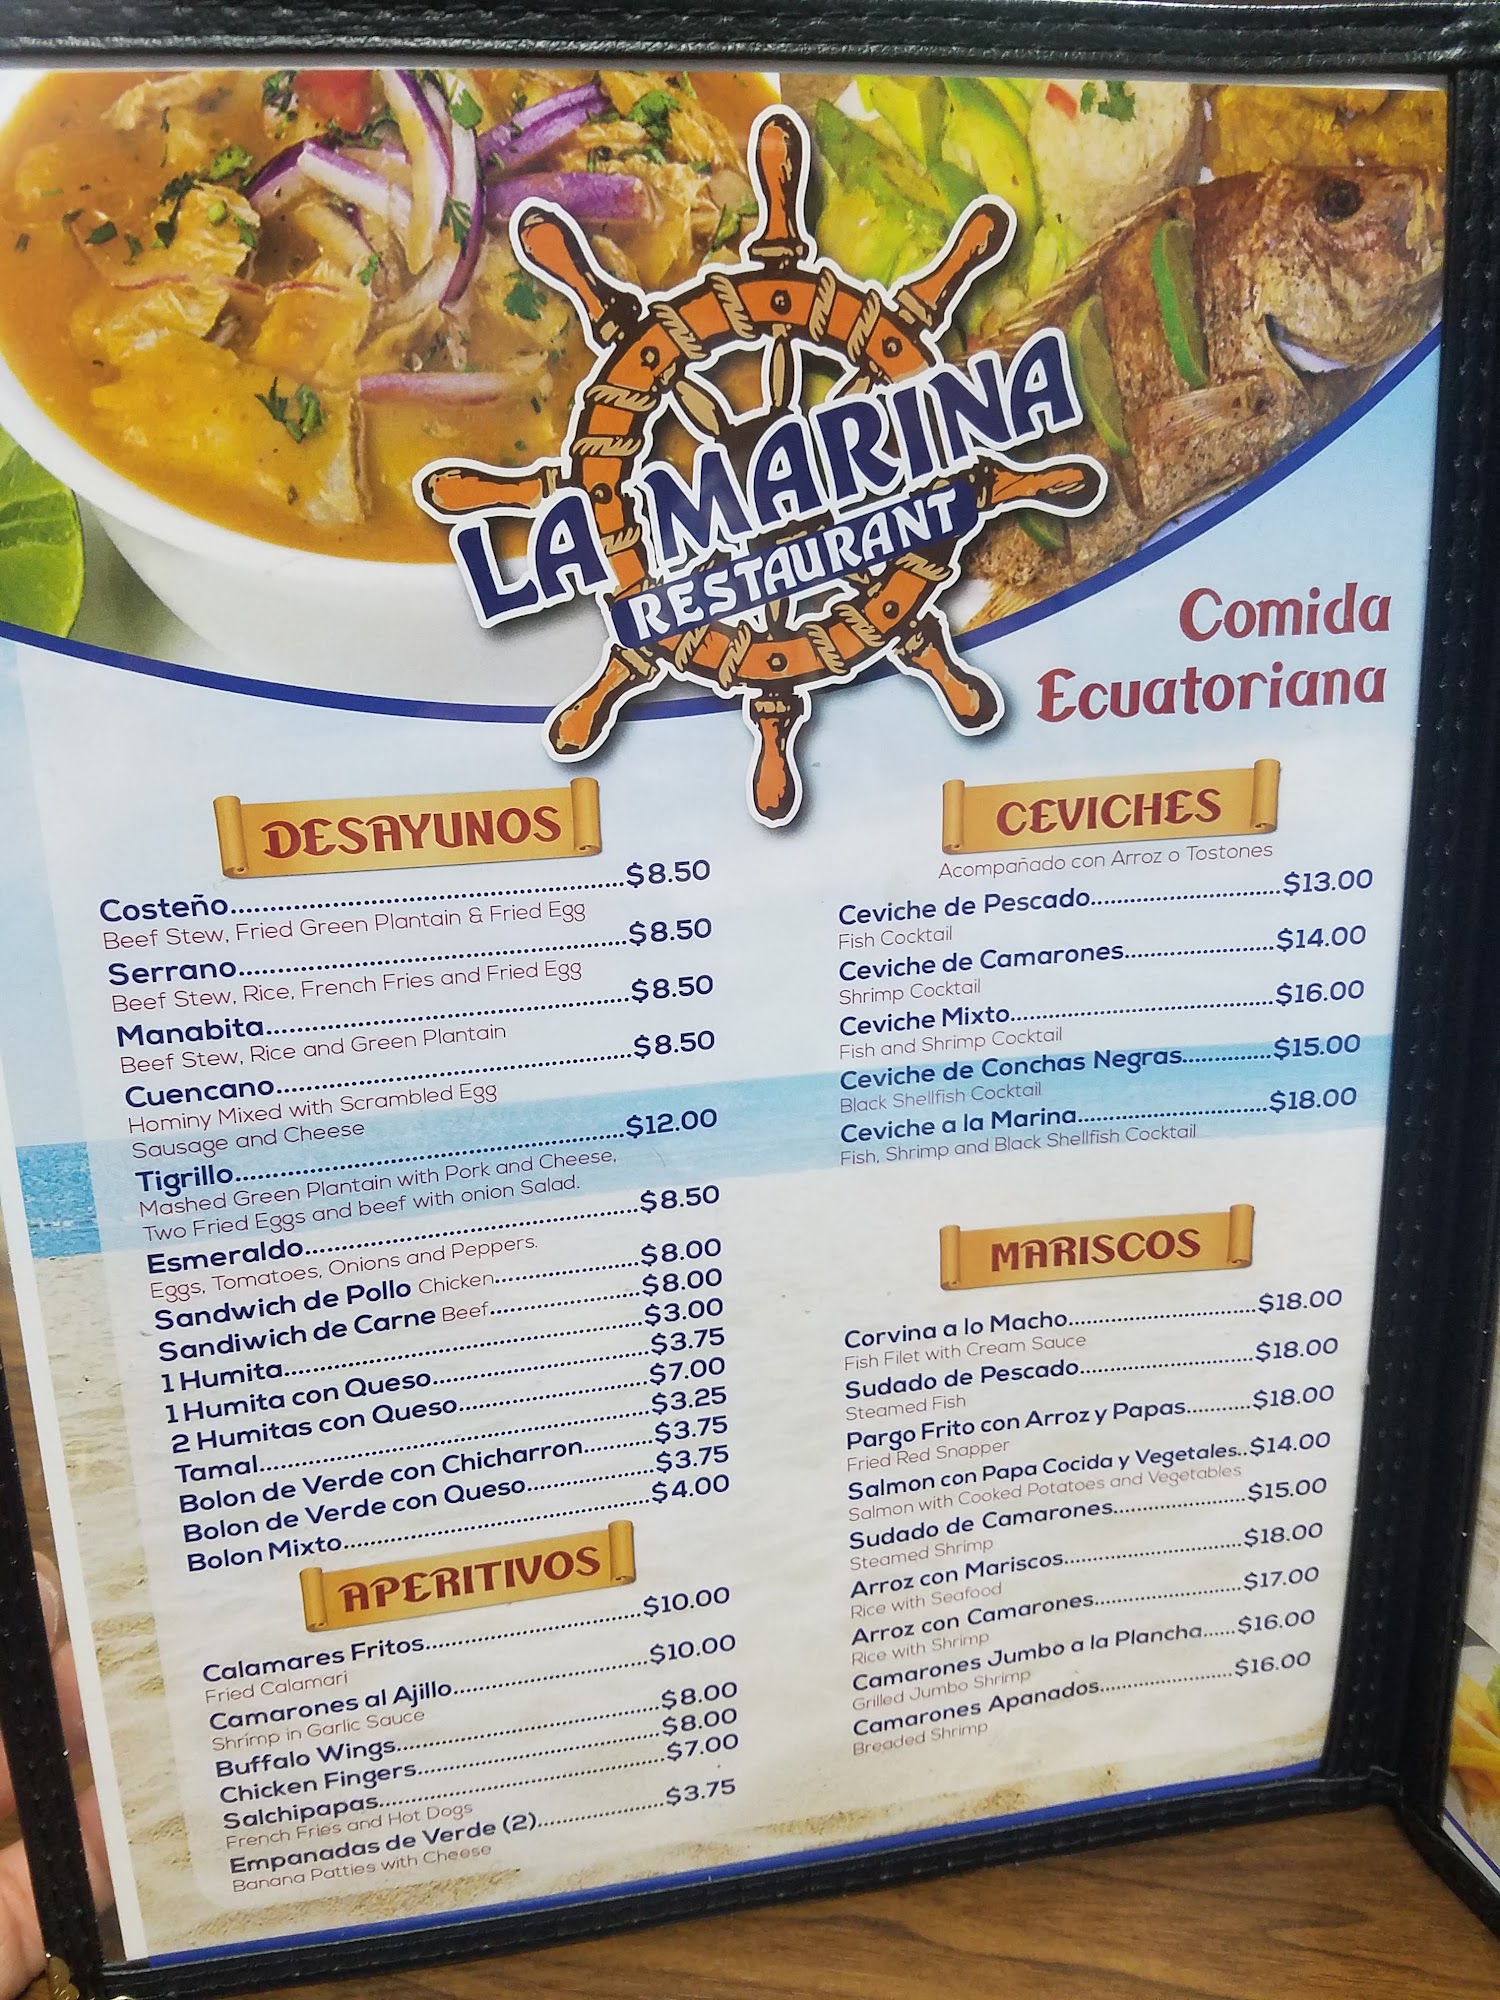 LA MARINA
RESTAURANT
Comida
Ecuatoriana
DESAYUNOS
Costeño..........$8.50
Beef Stew, Fried Green Plantain & Fried Egg
Serrano..........$8.50
Beef Stew, Rice, French Fries and Fried Egg
Manabita..........$8.50
Beef Stew, Rice and Green Plantain
Cuencano..........$8.50
Hominy Mixed with Scrambled Egg
Sausage and Cheese
Tigrillo..........$12.00
Mashed Green Plantain with Pork and Cheese,
Two Fried Eggs and beef with onion Salad.
Esmeraldo..........$8.50
Eggs, Tomatoes, Onions and Peppers.
Sandwich de Pollo Chicken..........$8.00
Sandiwich de Carne Beef..........$8.00
1 Humita..........$3.00
1 Humita con Queso..........$3.75
2 Humitas con Queso..........$7.00
Tamal..........$3.25
Bolon de Verde con Chicharron..........$3.75
Bolon de Verde con Queso..........$3.75
Bolon Mixto..........$4.00
APERITIVOS
Calamares Fritos..........$10.00
Fried Calamari
Camarones al Ajillo..........$10.00
Shrimp in Garlic Sauce
Buffalo Wings..........$8.00
Chicken Fingers..........$8.00
Salchipapas..........$7.00
French Fries and Hot Dogs
Empanadas de Verde (2)..........$3.75
Banana Patties with Cheese
CEVICHES
Acompañado con Arroz o Tostones
Ceviche de Pescado..........$13.00
Fish Cocktail
Ceviche de Camarones..........$14.00
Shrimp Cocktail
Ceviche Mixto..........$16.00
Fish and Shrimp Cocktail
Ceviche de Conchas Negras..........$15.00
Black Shellfish Cocktail
Ceviche a la Marina..........$18.00
Fish, Shrimp and Black Shellfish Cocktail
MARISCOS
Corvina a lo Macho..........$18.00
Fish Filet with Cream Sauce
Sudado de Pescado..........$18.00
Steamed Fish
Pargo Frito con Arroz y Papas..........$18.00
Fried Red Snapper
Salmon con Papa Cocida y Vegetales..$14.00
Salmon with Cooked Potatoes and Vegetables
Sudado de Camarones..........$15.00
Steamed Shrimp
Arroz con Mariscos..........$18.00
Rice with Seafood
Arroz con Camarones..........$17.00
Rice with Shrimp
Camarones Jumbo a la Plancha......$16.00
Grilled Jumbo Shrimp
Camarones Apanados..........$16.00
Breaded Shrimp